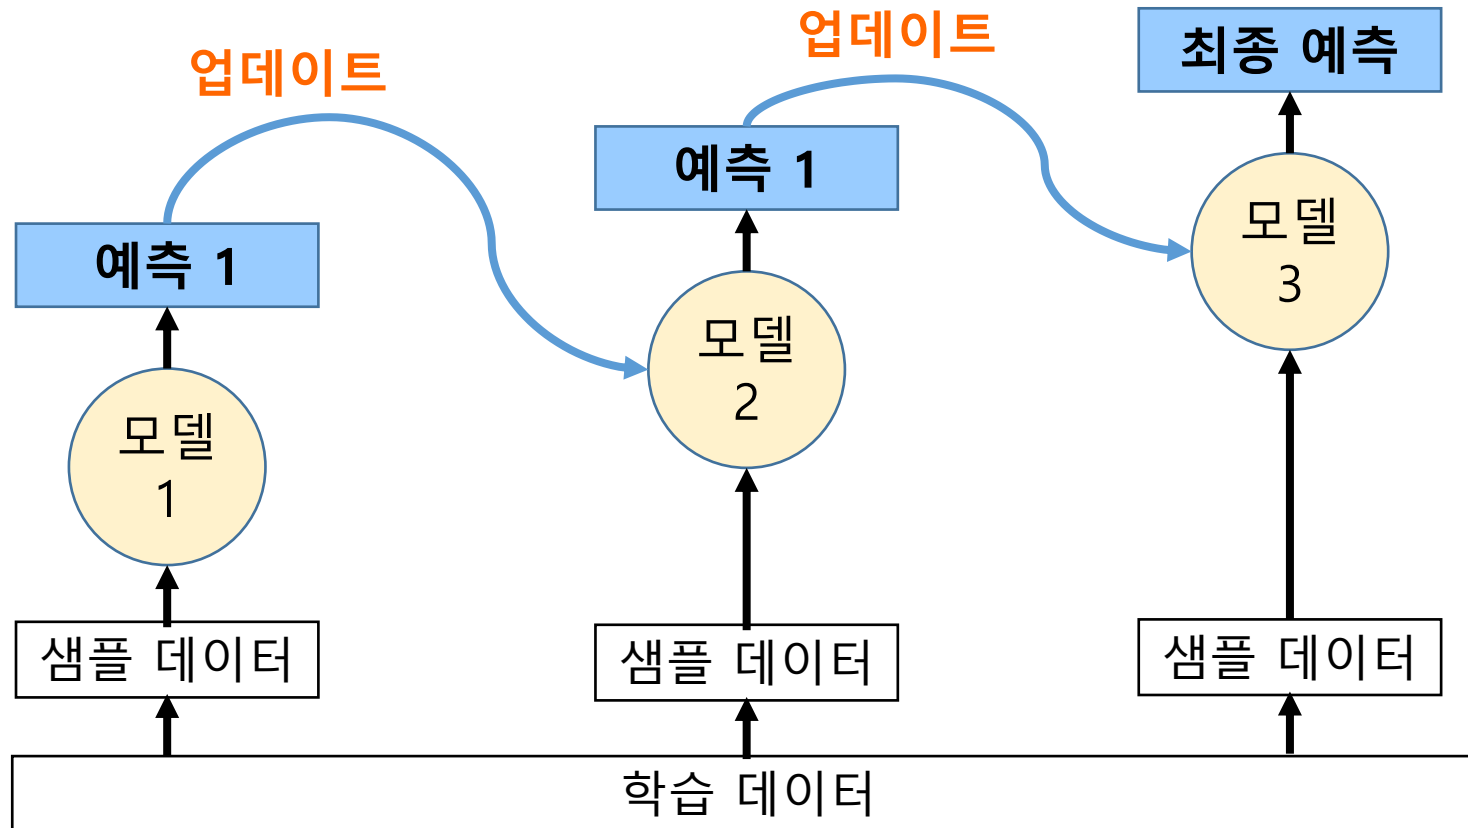 업데이트
업데이트
최종 예측
예측 1
예측 1
모델
3
모델
2
모델
1
샘플 데이터
샘플 데이터
샘플 데이터
학습 데이터